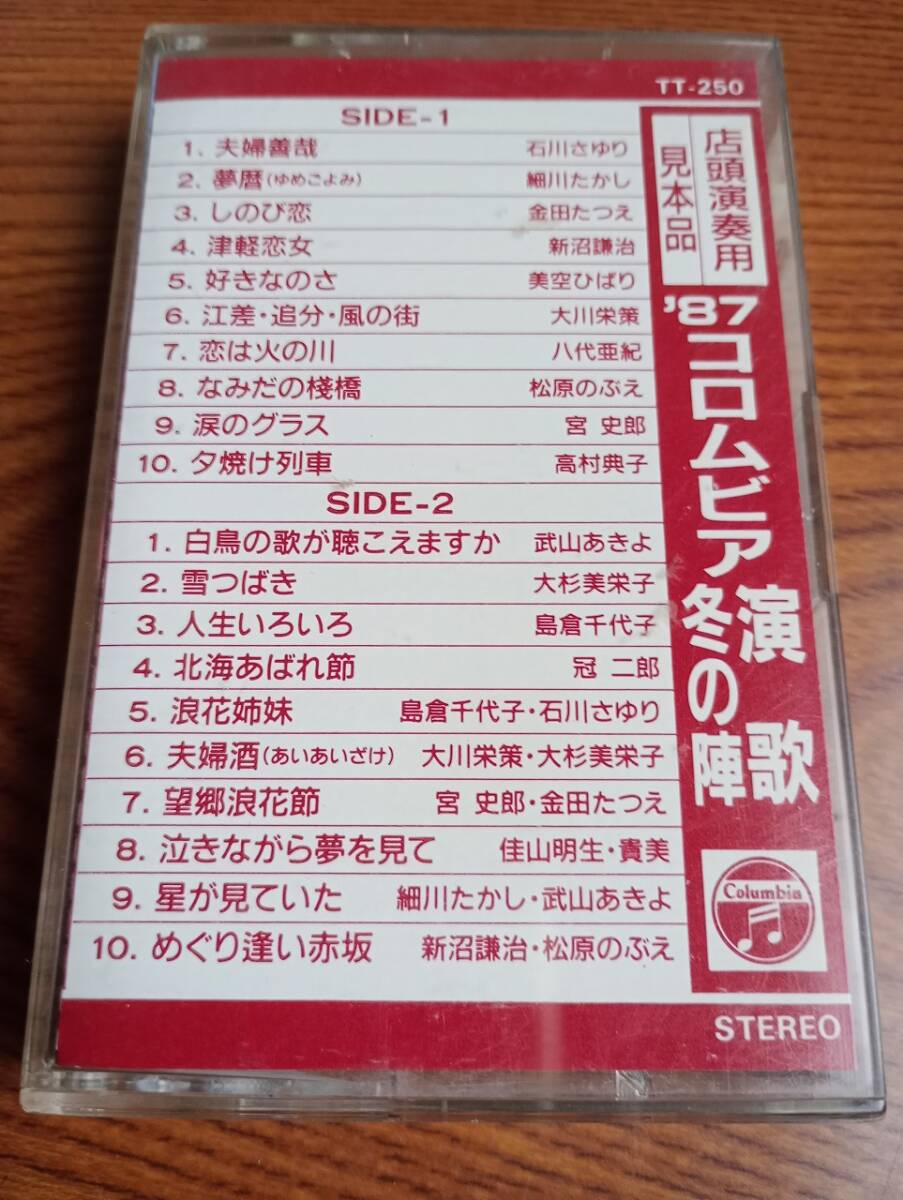 TT-250
SIDE-1
1. 夫婦善哉 石川さゆり
2. 夢暦(ゆめごよみ) 細川たかし
3. しのび恋 金田たつえ
4. 津軽恋女 新沼謙治
5. 好きなのさ 美空ひばり
6. 江差・追分・風の街 大川栄策
7. 恋は火の川 八代亜紀
8. なみだの棧橋 松原のぶえ
9. 涙のグラス 宮 史郎
10. 夕焼け列車 高村典子
SIDE-2
1. 白鳥の歌が聴こえますか 武山あきよ
2. 雪つばき 大杉美栄子
3. 人生いろいろ 島倉千代子
4. 北海あばれ節 冠 二郎
5. 浪花姉妹 島倉千代子・石川さゆり
6. 夫婦酒(あいあいざけ) 大川栄策・大杉美栄子
7. 望郷浪花節 宮 史郎・金田たつえ
8. 泣きながら夢を見て 佳山明生・貴美
9. 星が見ていた 細川たかし・武山あきよ
10. めぐり逢い赤坂 新沼謙治・松原のぶえ
店頭演奏用
見本品
'87コロムビア
演歌
冬の陣
Columbia
STEREO